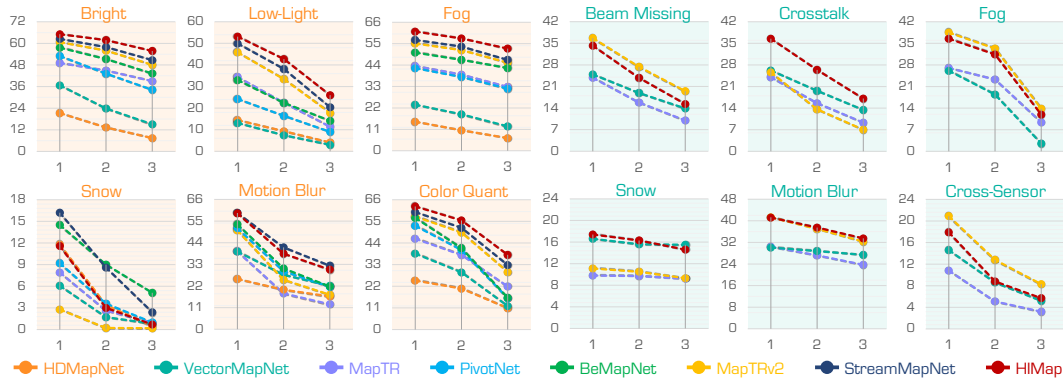 Bright Low-Light Fog Beam Missing Crosstalk Fog
72 60 66 42 42 42
60 50 55 35 35 35
48 40 44 28 28 28
36 30 33 21 21 21
24 20 22 14 14 14
12 10 11 7 7 7
0 0 0 0 0 0
1 2 3 1 2 3 1 2 3 1 2 3 1 2 3 1 2 3
Snow Motion Blur Color Quant Snow Motion Blur Cross-Sensor
18 66 66 24 48 24
15 55 55 20 40 20
12 44 44 16 32 16
9 33 33 12 24 12
6 22 22 8 16 8
3 11 11 4 8 4
0 0 0 0 0 0
1 2 3 1 2 3 1 2 3 1 2 3 1 2 3 1 2 3
HDMapNet VectorMapNet MapTR PivotNet BeMapNet MapTRv2 StreamMapNet HIMap